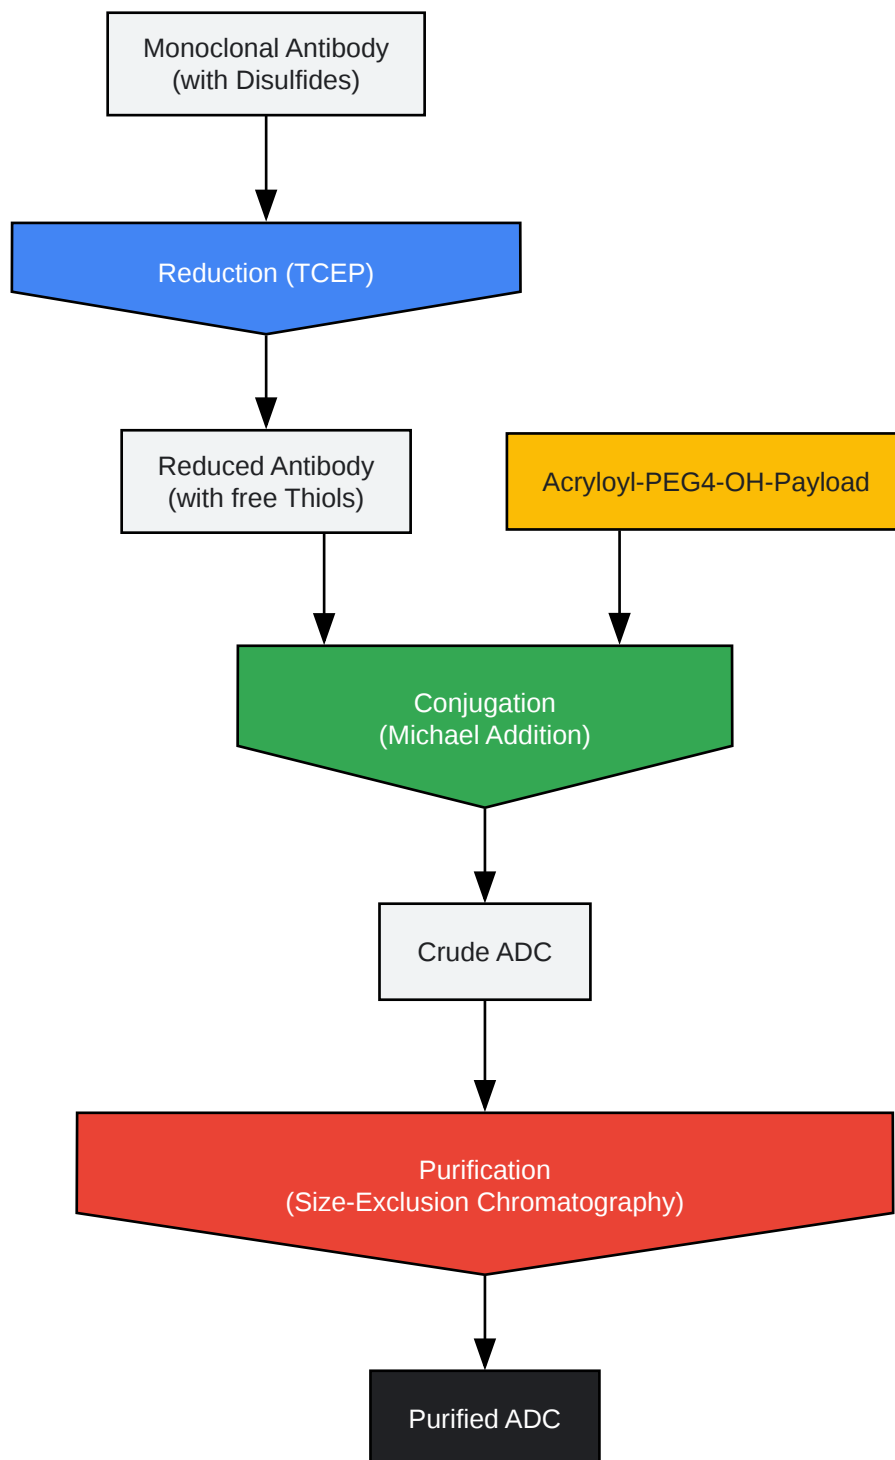 Monoclonal Antibody
(with Disulfides)
Reduction (TCEP)
Reduced Antibody
(with free Thiols)
Acryloyl-PEG4-OH-Payload
Conjugation
(Michael Addition)
Crude ADC
Purification
(Size-Exclusion Chromatography)
Purified ADC